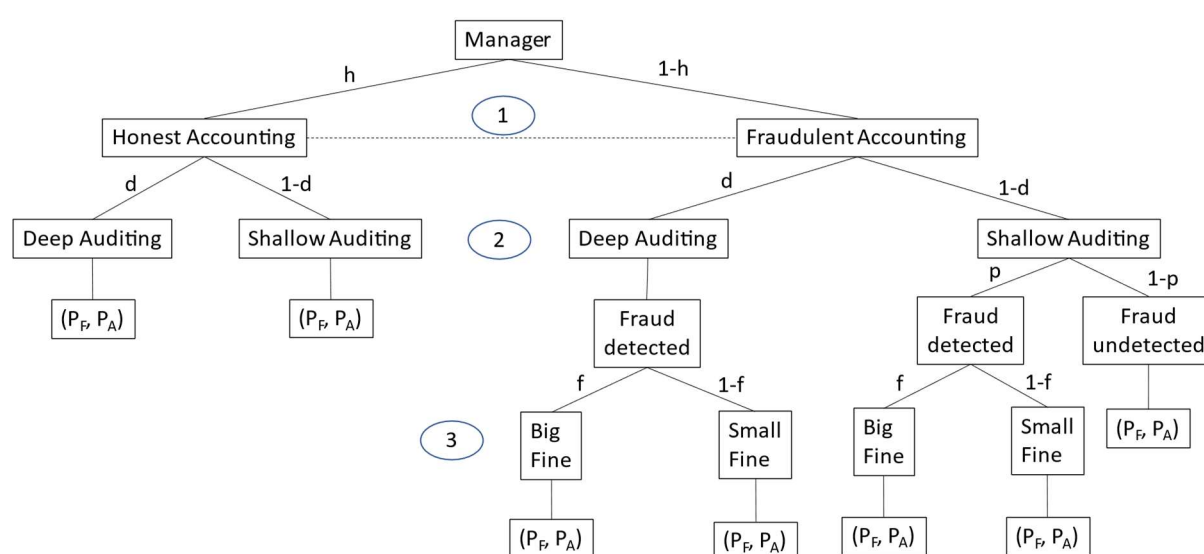 Manager
h
1-h
1
Honest Accounting
Fraudulent Accounting
d
1-d
d
1-d
Deep Auditing
Shallow Auditing
2
Deep Auditing
Shallow Auditing
p
1-p
(P_F, P_A)
(P_F, P_A)
Fraud
detected
Fraud
detected
Fraud
undetected
f
1-f
f
1-f
3
Big
Fine
Small
Fine
Big
Fine
Small
Fine
(P_F, P_A)
(P_F, P_A)
(P_F, P_A)
(P_F, P_A)
(P_F, P_A)